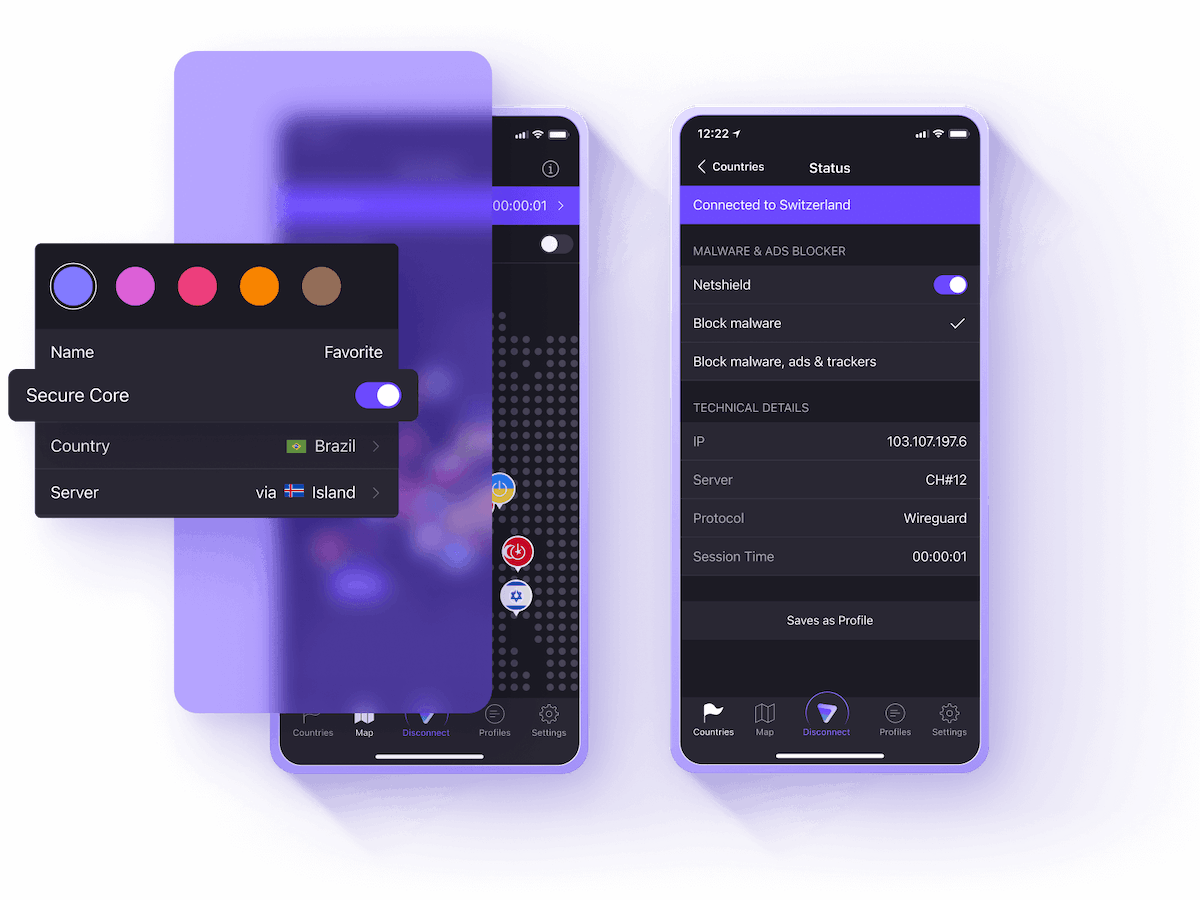 00:00:01
Name Favorite
Secure Core
Country Brazil
Server via Island
Countries Map Disconnect Profiles Settings
12:22
Countries Status
Connected to Switzerland
MALWARE & ADS BLOCKER
Netshield
Block malware
Block malware, ads & trackers
TECHNICAL DETAILS
IP 103.107.197.6
Server CH#12
Protocol Wireguard
Session Time 00:00:01
Saves as Profile
Countries Map Disconnect Profiles Settings